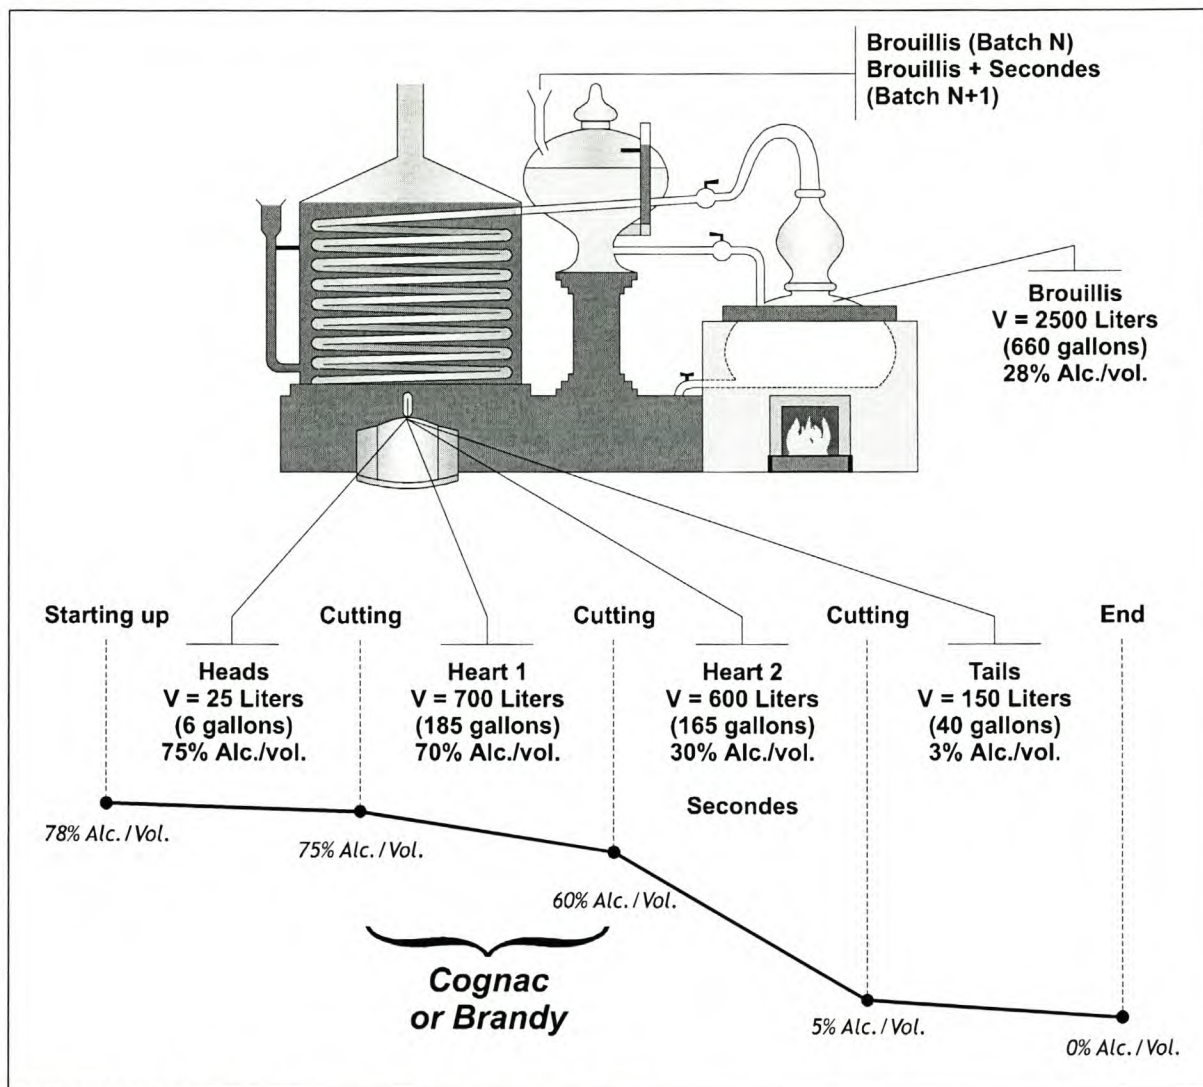 Brouillis (Batch N)
Brouillis + Secondes
(Batch N+1)
Brouillis
V = 2500 Liters
(660 gallons)
28% Alc./vol.
Starting up
Cutting
Cutting
Cutting
End
Heads
V = 25 Liters
(6 gallons)
75% Alc./vol.
Heart 1
V = 700 Liters
(185 gallons)
70% Alc./vol.
Heart 2
V = 600 Liters
(165 gallons)
30% Alc./vol.
Secondes
Tails
V = 150 Liters
(40 gallons)
3% Alc./vol.
78% Alc./Vol.
75% Alc./Vol.
60% Alc./Vol.
5% Alc./Vol.
0% Alc./Vol.
Cognac
or Brandy